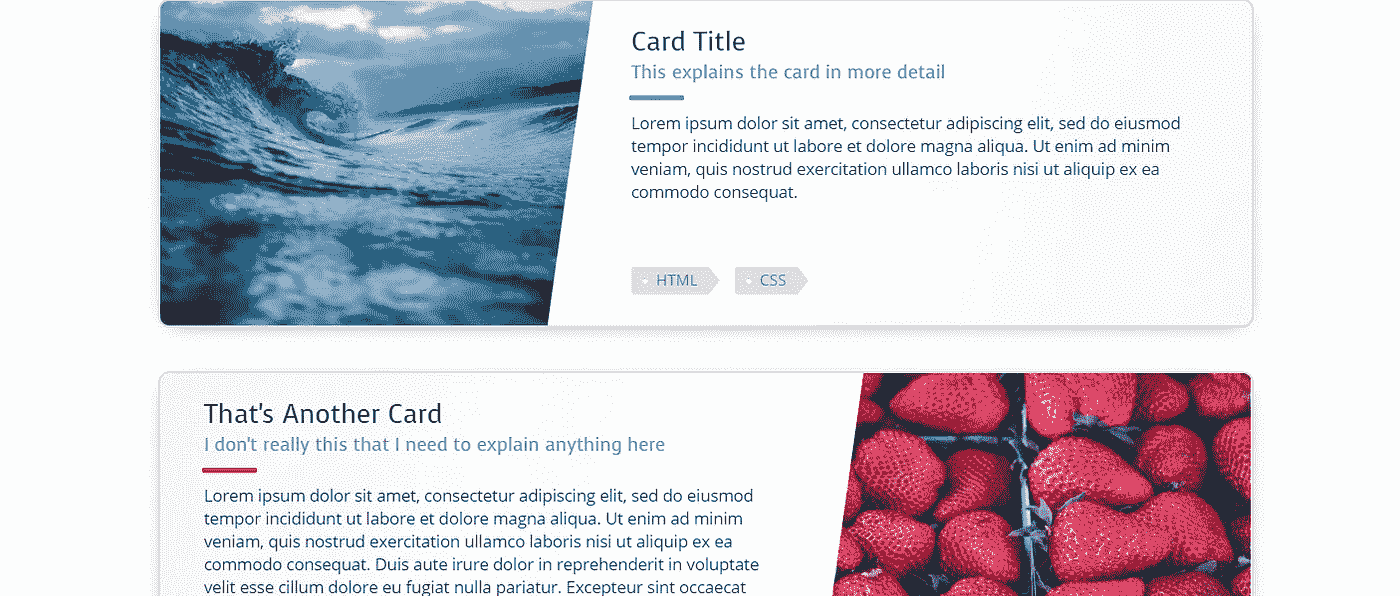 Card Title
This explains the card in more detail
Lorem ipsum dolor sit amet, consectetur adipiscing elit, sed do eiusmod
tempor incididunt ut labore et dolore magna aliqua. Ut enim ad minim
veniam, quis nostrud exercitation ullamco laboris nisi ut aliquip ex ea
commodo consequat.
HTML
CSS
That's Another Card
I don't really this that I need to explain anything here
Lorem ipsum dolor sit amet, consectetur adipiscing elit, sed do eiusmod
tempor incididunt ut labore et dolore magna aliqua. Ut enim ad minim
veniam, quis nostrud exercitation ullamco laboris nisi ut aliquip ex ea
commodo consequat. Duis aute irure dolor in reprehenderit in voluptate
velit esse cillum dolore eu fugiat nulla pariatur. Excepteur sint occaecat